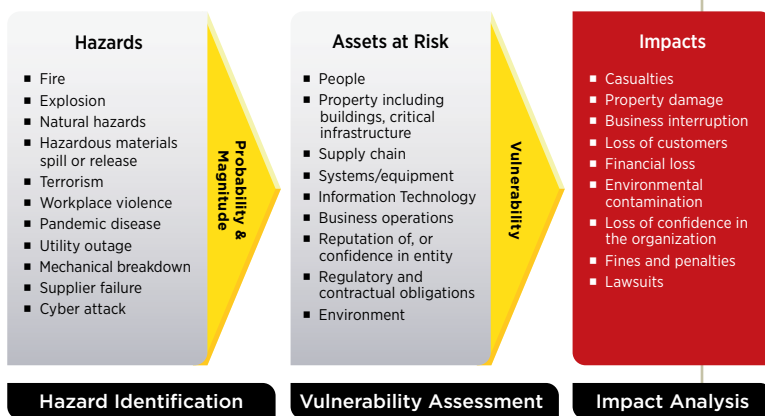 Hazards
■ Fire
■ Explosion
■ Natural hazards
■ Hazardous materials
spill or release
■ Terrorism
■ Workplace violence
■ Pandemic disease
■ Utility outage
■ Mechanical breakdown
■ Supplier failure
■ Cyber attack
Probability &
Magnitude
Hazard Identification
Assets at Risk
■ People
■ Property including
buildings, critical
infrastructure
■ Supply chain
■ Systems/equipment
■ Information Technology
■ Business operations
■ Reputation of, or
confidence in entity
■ Regulatory and
contractual obligations
■ Environment
Vulnerability
Vulnerability Assessment
Impacts
■ Casualties
■ Property damage
■ Business interruption
■ Loss of customers
■ Financial loss
■ Environmental
contamination
■ Loss of confidence in
the organization
■ Fines and penalties
■ Lawsuits
Impact Analysis